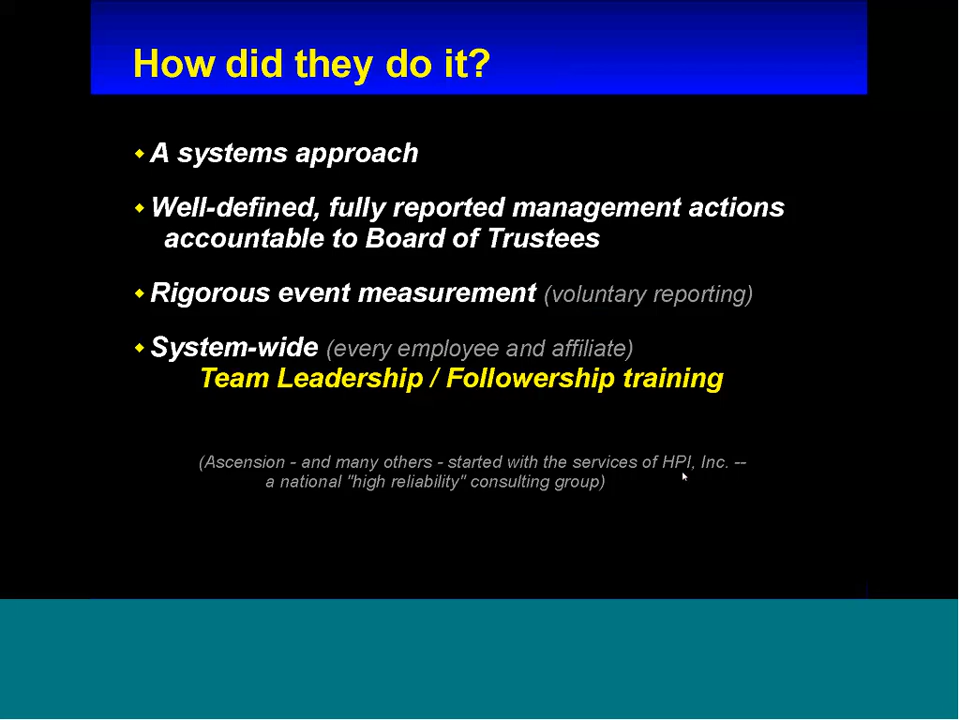 How did they do it?
A systems approach
Well-defined, fully reported management actions
accountable to Board of Trustees
Rigorous event measurement (voluntary reporting)
System-wide (every employee and affiliate)
Team Leadership / Followership training
(Ascension - and many others - started with the services of HPI, Inc. --
a national "high reliability" consulting group)